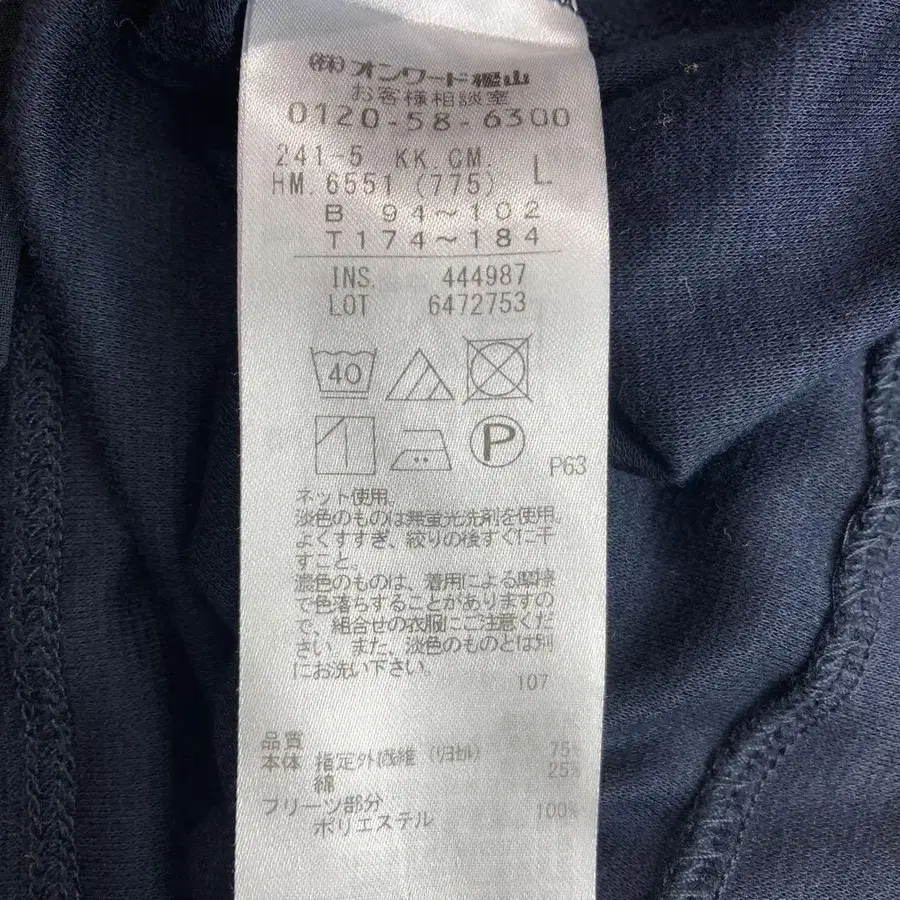 ㈱オンワード樫山
お客様相談室
0120-58-6300
241-5 KK.CM. L
HM.6551 (775)
B 94~102
T174~184
INS. 444987
LOT 6472753
40
P
P63
ネット使用。
淡色のものは無蛍光洗剤を使用。
よくすすぎ、絞りの後すぐに干
すこと。
濃色のものは、着用による摩擦
で色落ちすることがありますの
で、組合せの衣服にご注意くだ
さい。また、淡色のものとは別
にお洗い下さい。
107
品質
本体 指定外繊維 (リヨセル) 75%
綿 25%
プリーツ部分
ポリエステル 100%